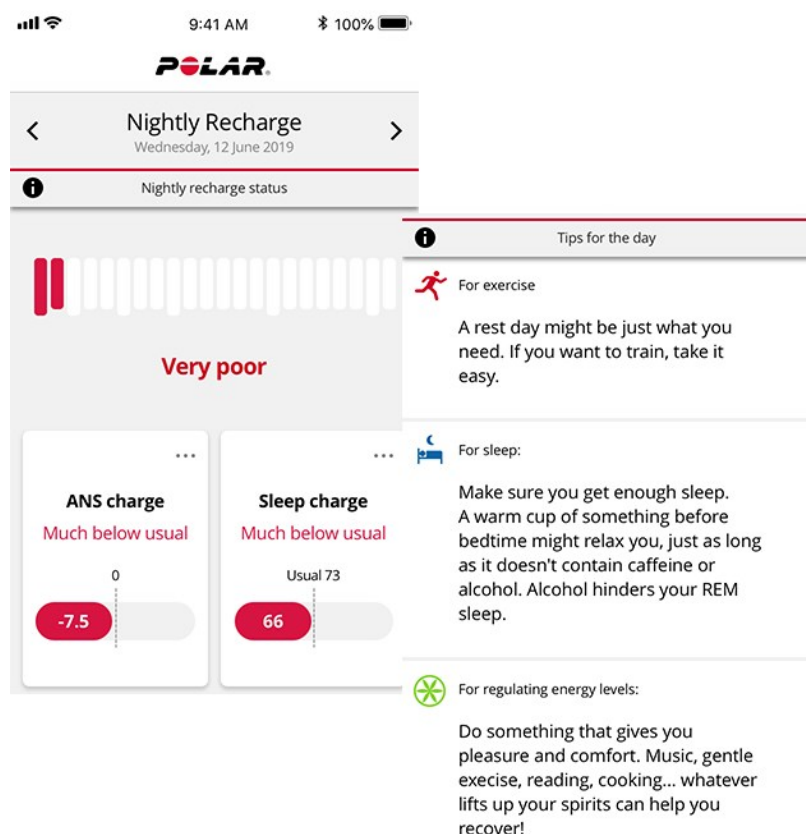 9:41 AM
100%
POLAR.
Nightly Recharge
Wednesday, 12 June 2019
Nightly recharge status
Very poor
ANS charge
Much below usual
0
-7.5
Sleep charge
Much below usual
Usual 73
66
Tips for the day
For exercise
A rest day might be just what you
need. If you want to train, take it
easy.
For sleep:
Make sure you get enough sleep.
A warm cup of something before
bedtime might relax you, just as long
as it doesn't contain caffeine or
alcohol. Alcohol hinders your REM
sleep.
For regulating energy levels:
Do something that gives you
pleasure and comfort. Music, gentle
execise, reading, cooking... whatever
lifts up your spirits can help you
recover!